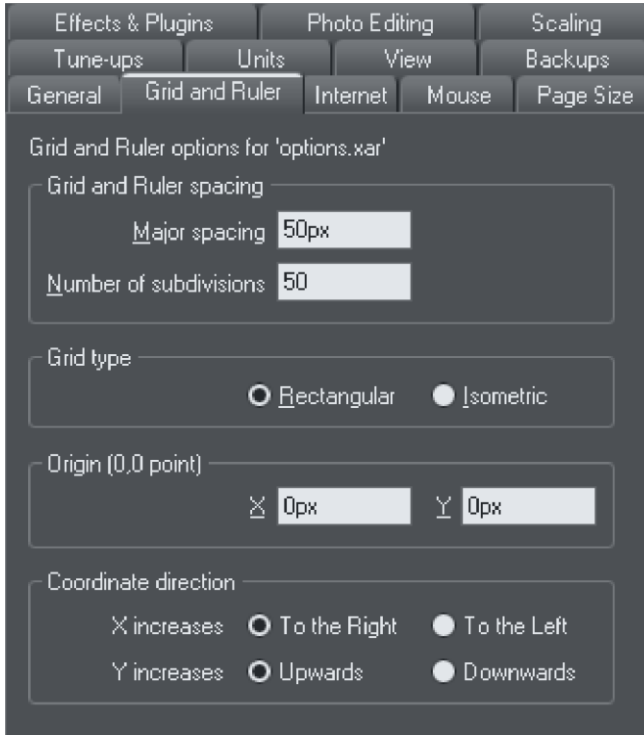 Effects & Plugins Photo Editing Scaling
Tune-ups Units View Backups
General Grid and Ruler Internet Mouse Page Size
Grid and Ruler options for 'options.xar'
Grid and Ruler spacing
Major spacing 50px
Number of subdivisions 50
Grid type
Rectangular Isometric
Origin (0,0 point)
X 0px Y 0px
Coordinate direction
X increases To the Right To the Left
Y increases Upwards Downwards